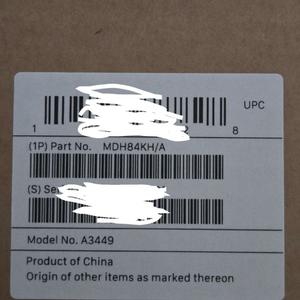 UPC
1 2 8
(1P) Part No. MDH84KH/A
(S) Se
Model No. A3449
Product of China
Origin of other items as marked thereon